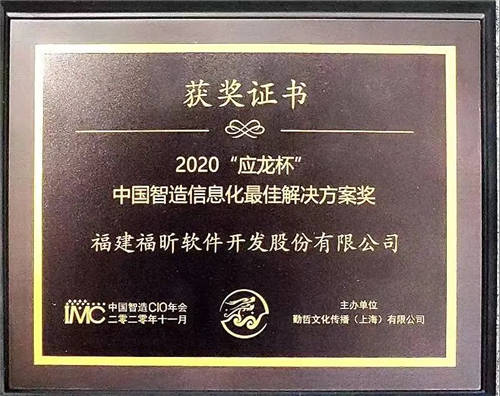 获奖证书
2020“应龙杯”
中国智造信息化最佳解决方案奖
福建福昕软件开发股份有限公司
IMC 中国智造CIO年会
二零二零年十一月
主办单位
勤哲文化传播（上海）有限公司